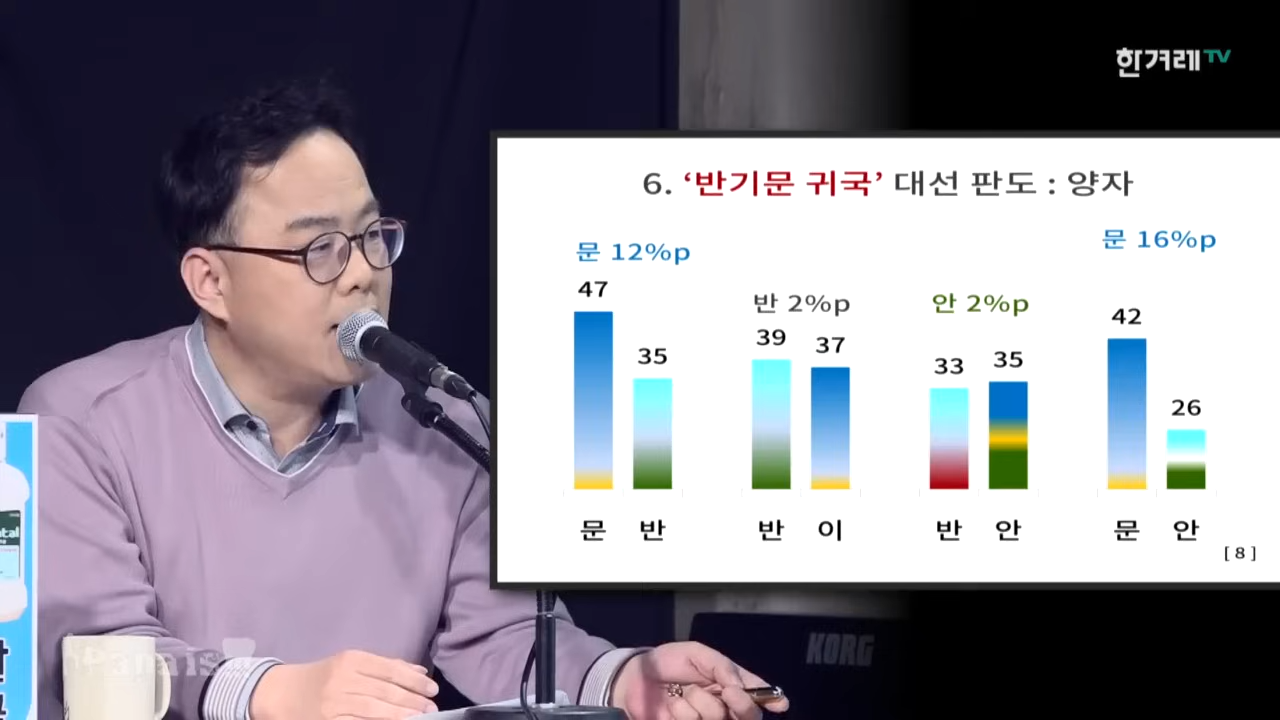 한겨레TV
6. ‘반기문 귀국’ 대선 판도 : 양자
문 12%p
문 16%p
반 2%p
안 2%p
47
35
39
37
33
35
42
26
문 반
반 이
반 안
문 안
[ 8 ]
KORG